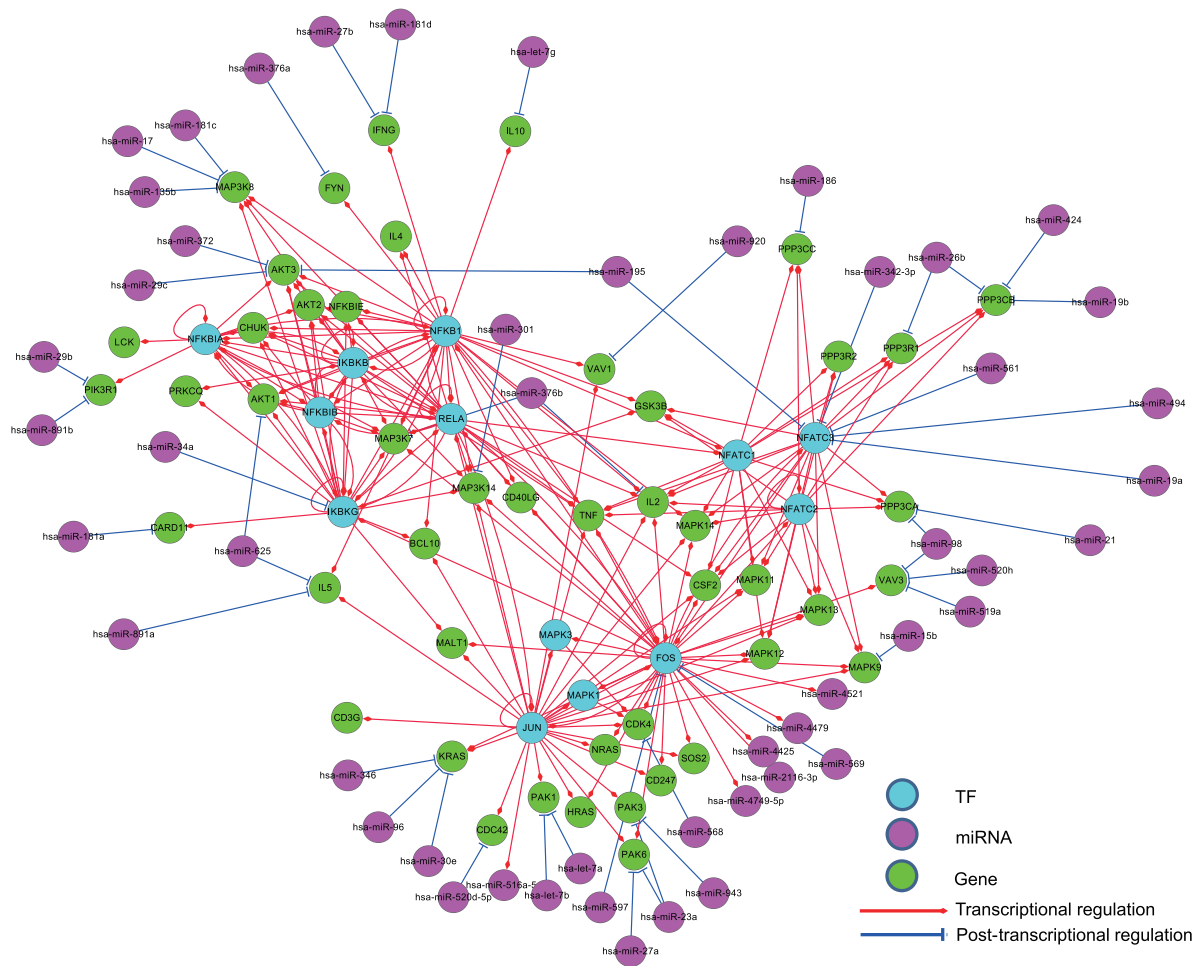 hsa-miR-27b
hsa-miR-181d
hsa-let-7g
hsa-miR-376a
hsa-miR-181c
hsa-miR-17
IFNG
IL10
hsa-miR-135b
MAP3K8
FYN
hsa-miR-186
hsa-miR-424
hsa-miR-372
IL4
hsa-miR-920
PPP3CC
hsa-miR-26b
hsa-miR-29c
AKT3
hsa-miR-195
hsa-miR-342-3p
PPP3CB
hsa-miR-19b
AKT2
NFKBIE
LCK
NFKBIA
CHUK
NFKB1
hsa-miR-301
PPP3R2
PPP3R1
hsa-miR-29b
IKBKB
VAV1
hsa-miR-561
PIK3R1
PRKCQ
AKT1
hsa-miR-376b
GSK3B
hsa-miR-494
hsa-miR-891b
NFKBIB
RELA
hsa-miR-34a
MAP3K7
NFATC1
NFATC3
MAP3K14
CD40LG
IL2
hsa-miR-19a
IKBKG
TNF
NFATC2
PPP3CA
hsa-miR-181a
CARD11
MAPK14
hsa-miR-21
hsa-miR-625
BCL10
hsa-miR-98
IL5
CSF2
MAPK11
VAV3
hsa-miR-520h
hsa-miR-891a
MAPK13
hsa-miR-519a
MALT1
MAPK3
FOS
MAPK12
hsa-miR-15b
MAPK9
MAPK1
hsa-miR-4521
CD3G
JUN
CDK4
hsa-miR-4479
KRAS
NRAS
SOS2
hsa-miR-4425
hsa-miR-569
hsa-miR-346
CD247
hsa-miR-2116-3p
PAK1
HRAS
PAK3
hsa-miR-4749-5p
TF
hsa-miR-96
CDC42
hsa-miR-568
miRNA
hsa-miR-30e
PAK6
hsa-let-7a
Gene
hsa-miR-520d-5p
hsa-miR-516a-5
hsa-let-7b
hsa-miR-597
hsa-miR-23a
hsa-miR-943
Transcriptional regulation
Post-transcriptional regulation
hsa-miR-27a